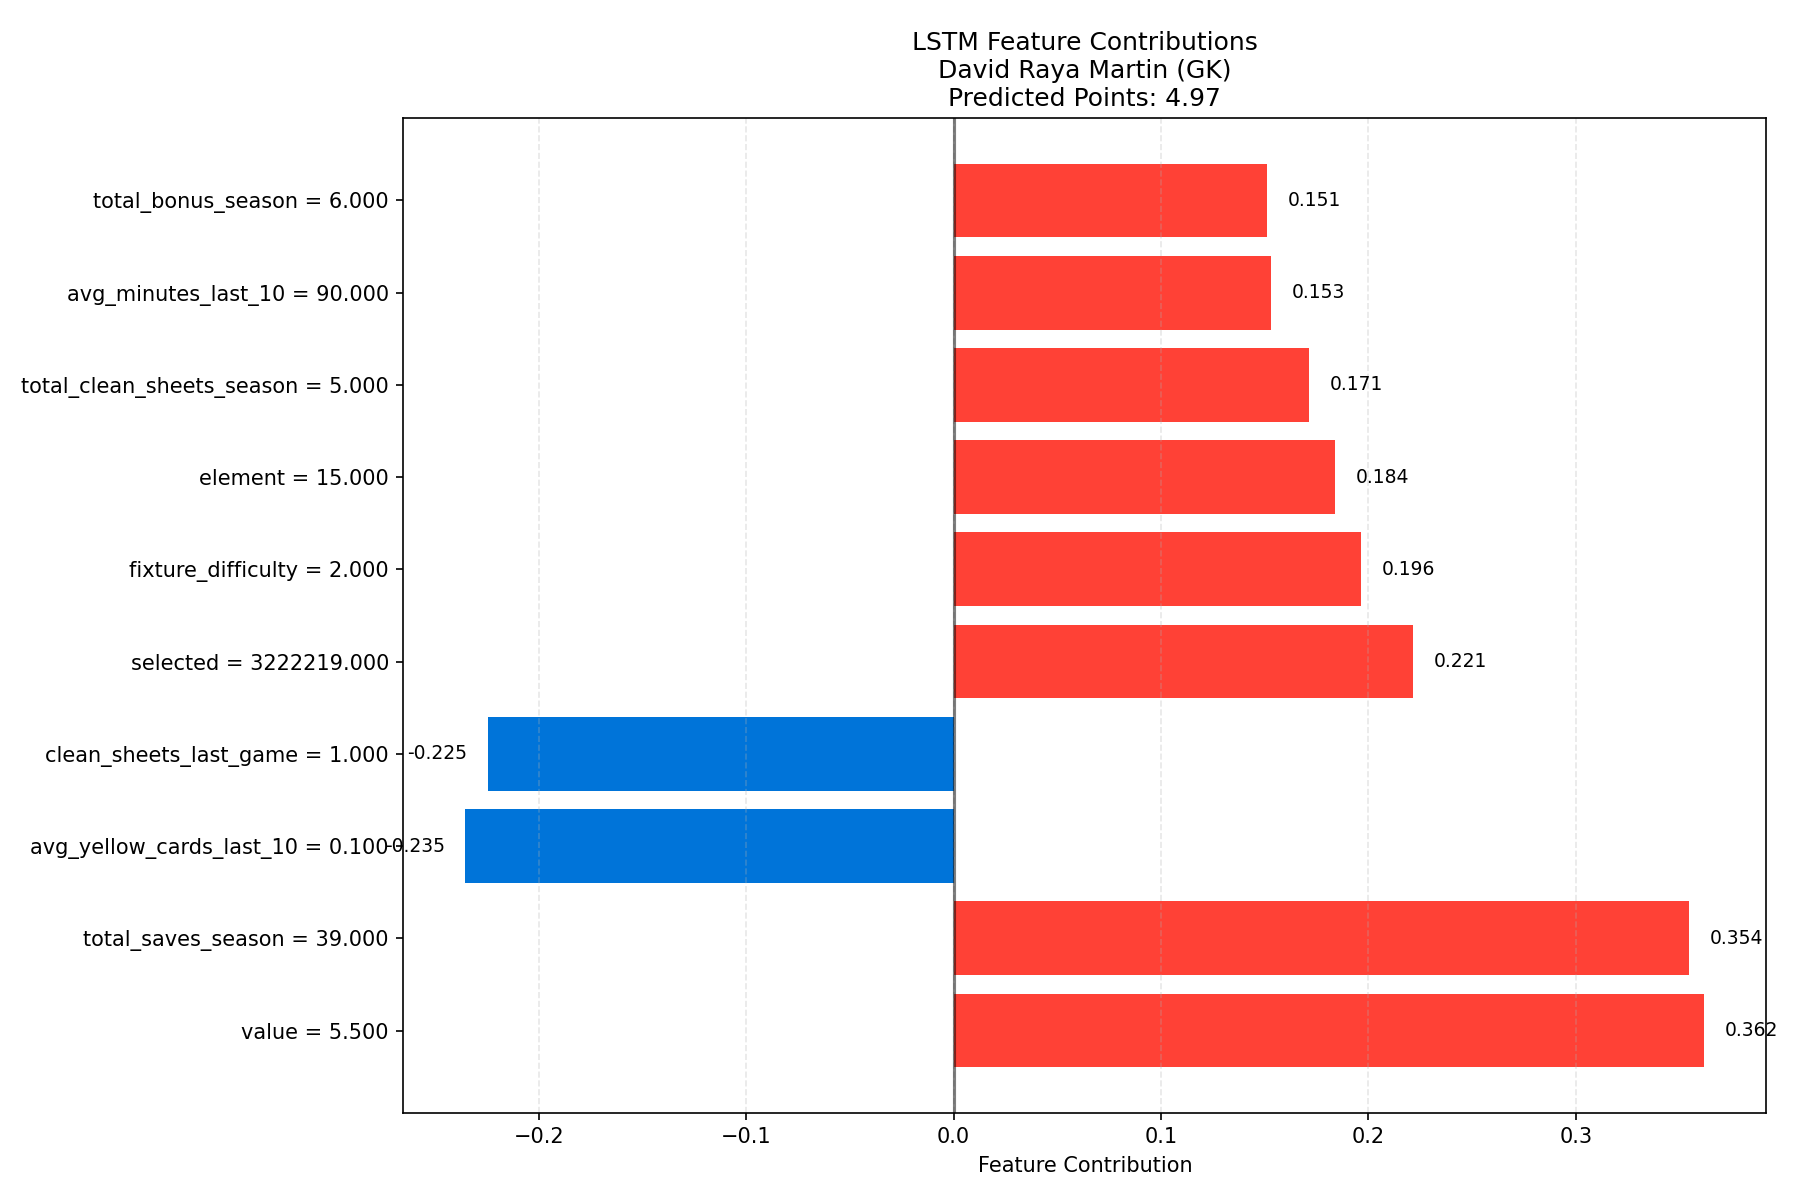 LSTM Feature Contributions
David Raya Martin (GK)
Predicted Points: 4.97
total_bonus_season = 6.000
0.151
avg_minutes_last_10 = 90.000
0.153
total_clean_sheets_season = 5.000
0.171
element = 15.000
0.184
fixture_difficulty = 2.000
0.196
selected = 3222219.000
0.221
clean_sheets_last_game = 1.000
-0.225
avg_yellow_cards_last_10 = 0.100
-0.235
total_saves_season = 39.000
0.354
value = 5.500
0.362
−0.2 −0.1 0.0 0.1 0.2 0.3
Feature Contribution